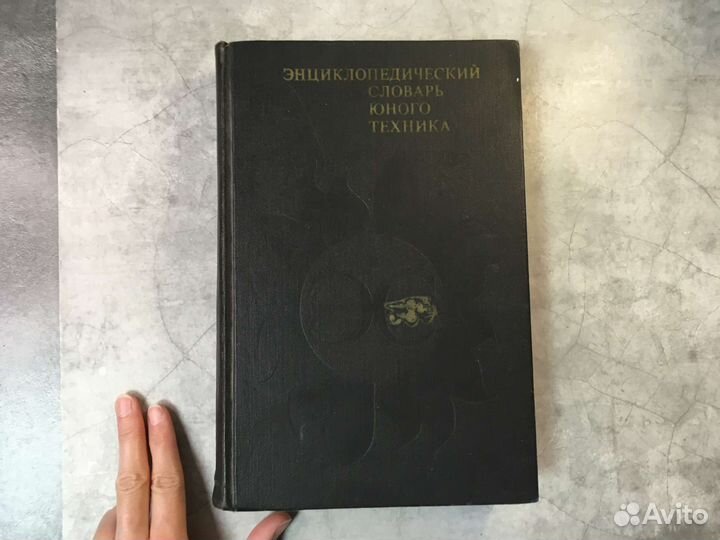 ЭНЦИКЛОПЕДИЧЕСКИЙ
СЛОВАРЬ
ЮНОГО
ТЕХНИКА
Avito